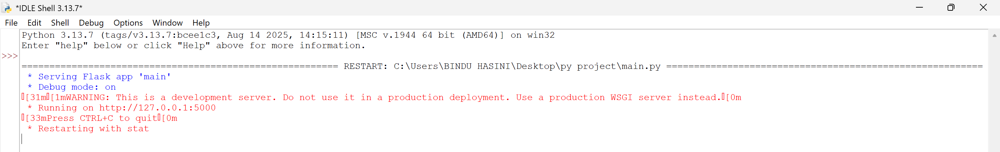 *IDLE Shell 3.13.7*
File Edit Shell Debug Options Window Help
Python 3.13.7 (tags/v3.13.7:bcee1c3, Aug 14 2025, 14:15:11) [MSC v.1944 64 bit (AMD64)] on win32
Enter "help" below or click "Help" above for more information.
>>>
========================================================= RESTART: C:\Users\BINDU HASINI\Desktop\py project\main.py =========================================================
 * Serving Flask app 'main'
 * Debug mode: on
[31m[1mWARNING: This is a development server. Do not use it in a production deployment. Use a production WSGI server instead.[0m
 * Running on http://127.0.0.1:5000
[33mPress CTRL+C to quit[0m
 * Restarting with stat